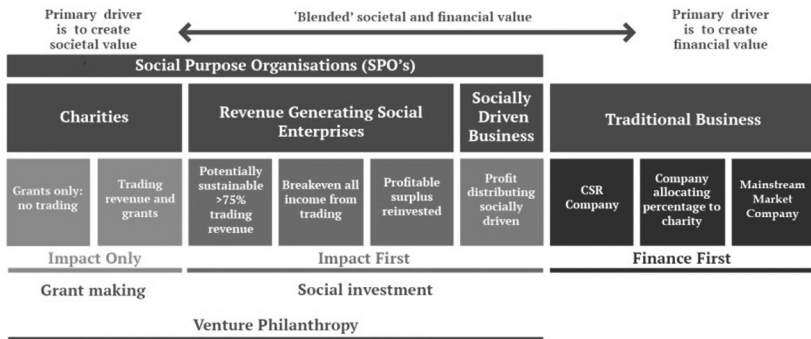 Primary driver
is to create
societal value
‘Blended’ societal and financial value
Primary driver
is to create
financial value
Social Purpose Organisations (SPO’s)
Charities
Revenue Generating Social
Enterprises
Socially
Driven
Business
Traditional Business
Grants only:
no trading
Trading
revenue and
grants
Potentially
sustainable
>75%
trading
revenue
Breakeven all
income from
trading
Profitable
surplus
reinvested
Profit
distributing
socially
driven
CSR
Company
Company
allocating
percentage to
charity
Mainstream
Market
Company
Impact Only
Impact First
Finance First
Grant making
Social investment
Venture Philanthropy